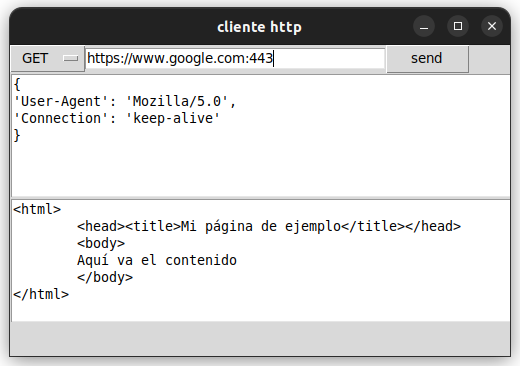 cliente http
GET https://www.google.com:443 send
{
'User-Agent': 'Mozilla/5.0',
'Connection': 'keep-alive'
}
<html>
<head><title>Mi página de ejemplo</title></head>
<body>
Aquí va el contenido
</body>
</html>